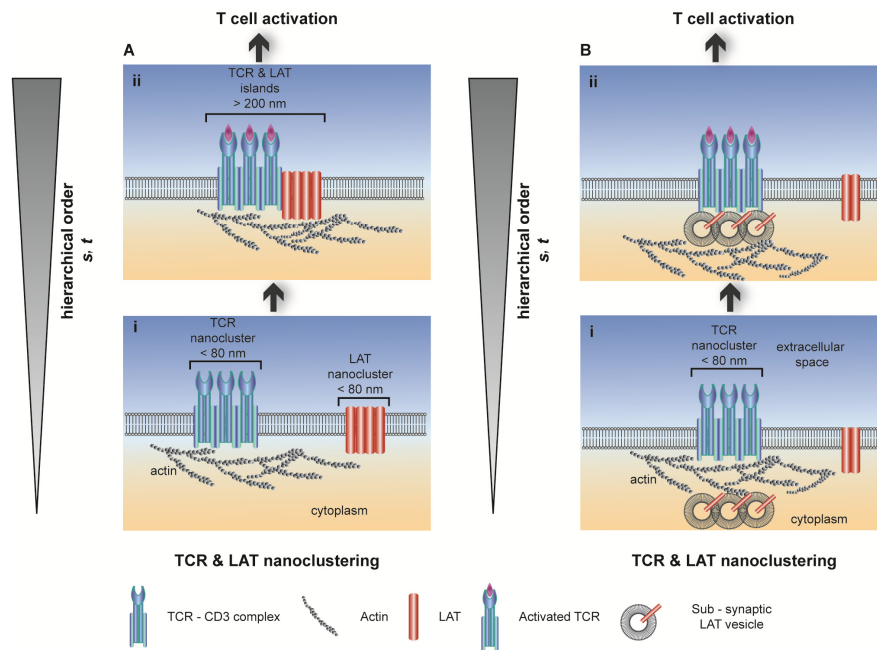 T cell activation
A
ii
TCR & LAT
islands
> 200 nm
hierarchical order
s, t
i
TCR
nanocluster
< 80 nm
LAT
nanocluster
< 80 nm
actin
cytoplasm
TCR & LAT nanoclustering
T cell activation
B
ii
hierarchical order
s, t
i
TCR
nanocluster
< 80 nm
extracellular
space
actin
cytoplasm
TCR & LAT nanoclustering
TCR - CD3 complex
Actin
LAT
Activated TCR
Sub - synaptic
LAT vesicle